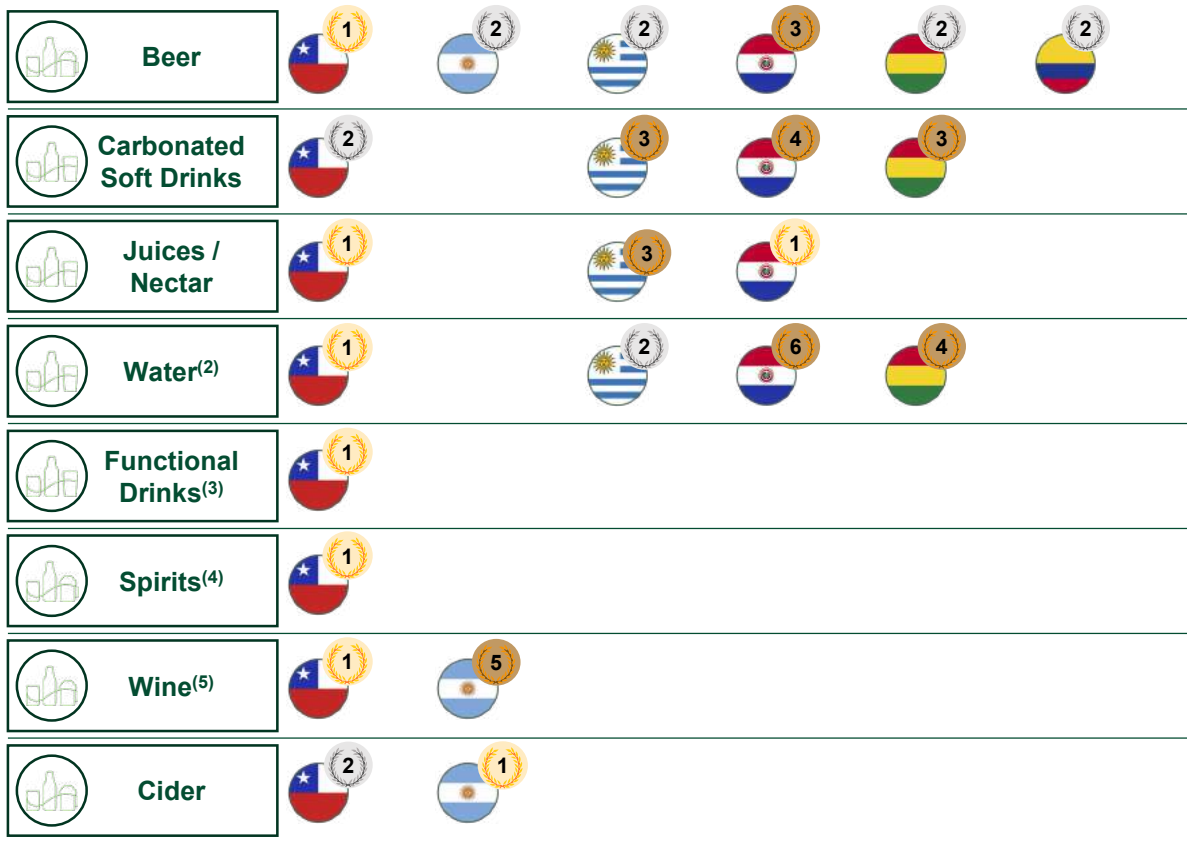 Beer 1 2 2 3 2 2
Carbonated
Soft Drinks
2 3 4 3
Juices /
Nectar
1 3 1
Water(2) 1 2 6 4
Functional
Drinks(3)
1
Spirits(4) 1
Wine(5) 1 5
Cider 2 1